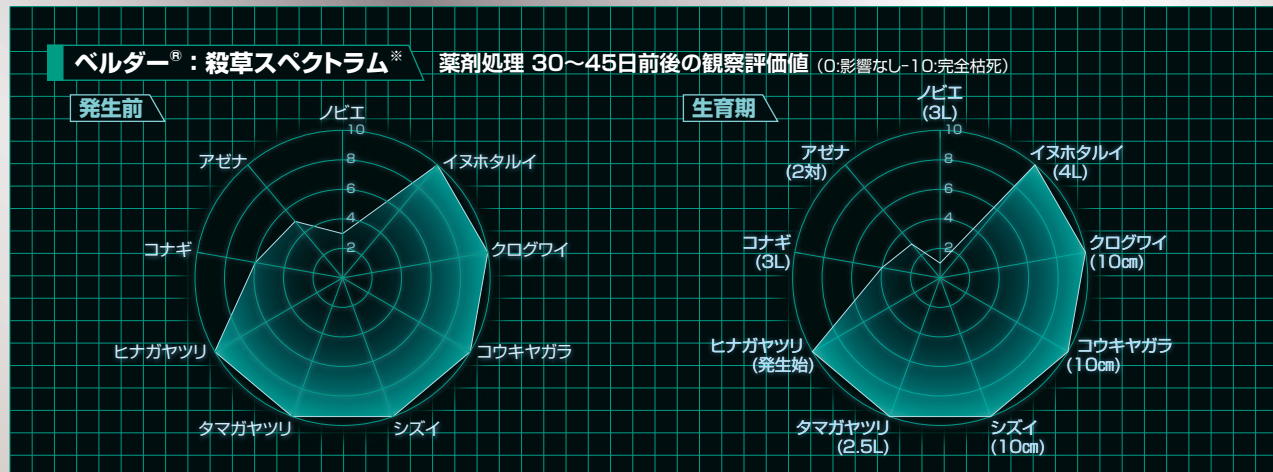 ベルダー®：殺草スペクトラム※ 薬剤処理 30〜45日前後の観察評価値（0:影響なし-10:完全枯死）
発生前
ノビエ
イヌホタルイ
クログワイ
コウキヤガラ
シズイ
タマガヤツリ
ヒナガヤツリ
コナギ
アゼナ
10
8
6
4
2
生育期
ノビエ
(3L)
イヌホタルイ
(4L)
クログワイ
(10㎝)
コウキヤガラ
(10㎝)
シズイ
(10㎝)
タマガヤツリ
(2.5L)
ヒナガヤツリ
(発生始)
コナギ
(3L)
アゼナ
(2対)
10
8
6
4
2